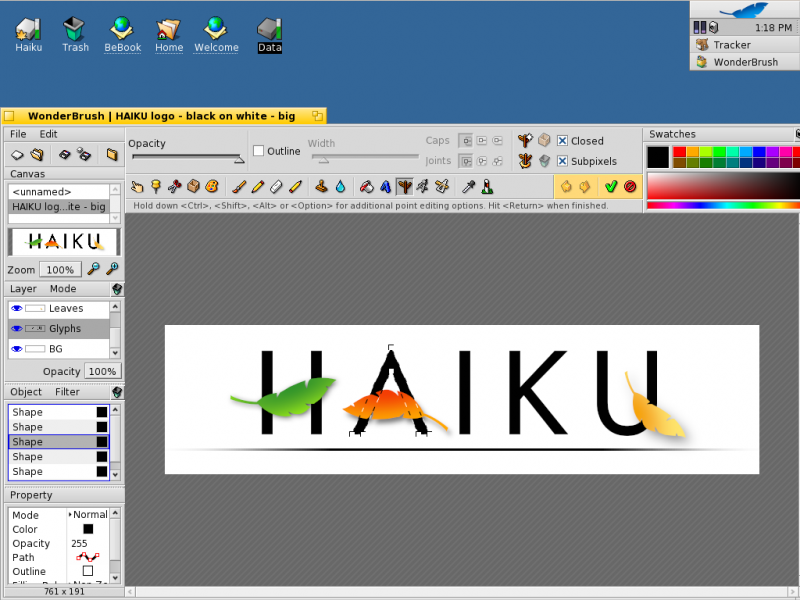 Haiku
Trash
BeBook
Home
Welcome
Data
1:18 PM
Tracker
WonderBrush
WonderBrush | HAIKU logo - black on white - big
File Edit
Opacity
Outline
Width
Caps
Joints
Closed
Subpixels
Swatches
Canvas
<unnamed>
HAIKU log...ite - big
HAIKU
Zoom 100%
Hold down <Ctrl>, <Shift>, <Alt> or <Option> for additional point editing options. Hit <Return> when finished.
Layer Mode
Leaves
Glyphs
BG
Opacity 100%
Object Filter
Shape
Shape
Shape
Shape
Shape
Property
Mode Normal
Color
Opacity 255
Path
Outline
761 x 191
HAIKU